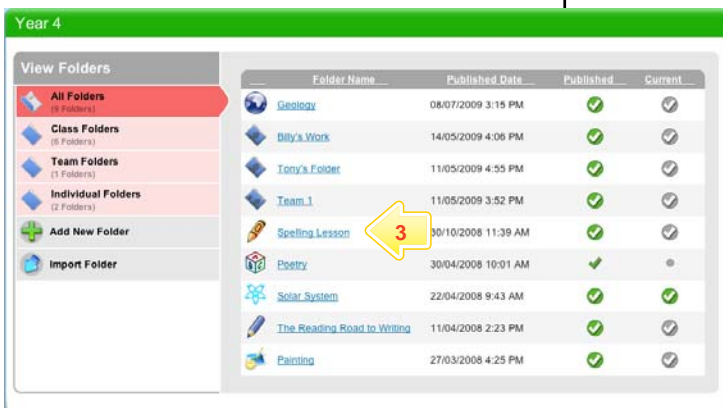 Year 4
View Folders
All Folders
(9 Folders)
Class Folders
(6 Folders)
Team Folders
(1 Folders)
Individual Folders
(2 Folders)
Add New Folder
Import Folder
Folder Name Published Date Published Current
Geology 08/07/2009 3:15 PM
Billy's Work 14/05/2009 4:06 PM
Tony's Folder 11/05/2009 4:55 PM
Team 1 11/05/2009 3:52 PM
Spelling Lesson 3 30/10/2008 11:39 AM
Poetry 30/04/2008 10:01 AM
Solar System 22/04/2008 9:43 AM
The Reading Road to Writing 11/04/2008 2:23 PM
Painting 27/03/2008 4:25 PM